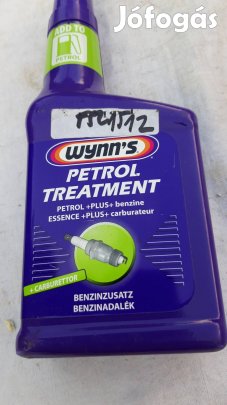 Jófogás
ADD TO
PETROL
WYNN'S
PETROL
TREATMENT
PETROL +PLUS+ benzine
ESSENCE +PLUS+ carburateur
+ CARBURETTOR
BENZINZUSATZ
BENZINADALÉK